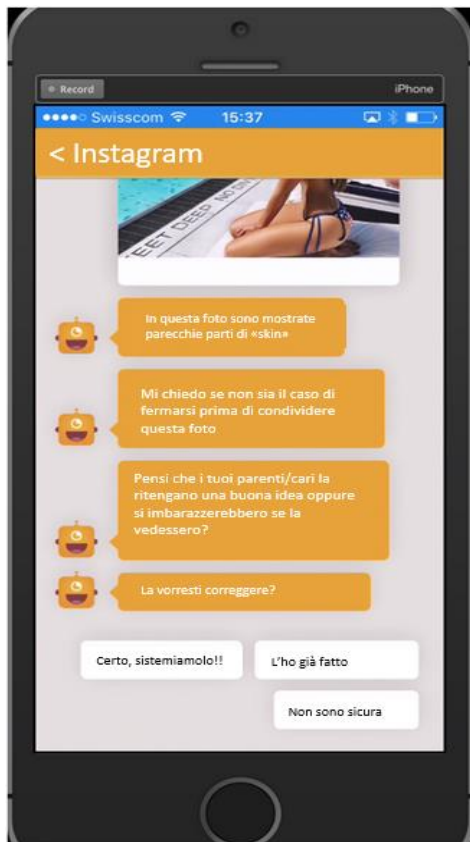 Record
iPhone
Swisscom
15:37
< Instagram
EET DEEP NO DIV
In questa foto sono mostrate
parecchie parti di «skin»
Mi chiedo se non sia il caso di
fermarsi prima di condividere
questa foto
Pensi che i tuoi parenti/cari la
ritengano una buona idea oppure
si imbarazzerebbero se la
vedessero?
La vorresti correggere?
Certo, sistemiamolo!!
L'ho già fatto
Non sono sicura